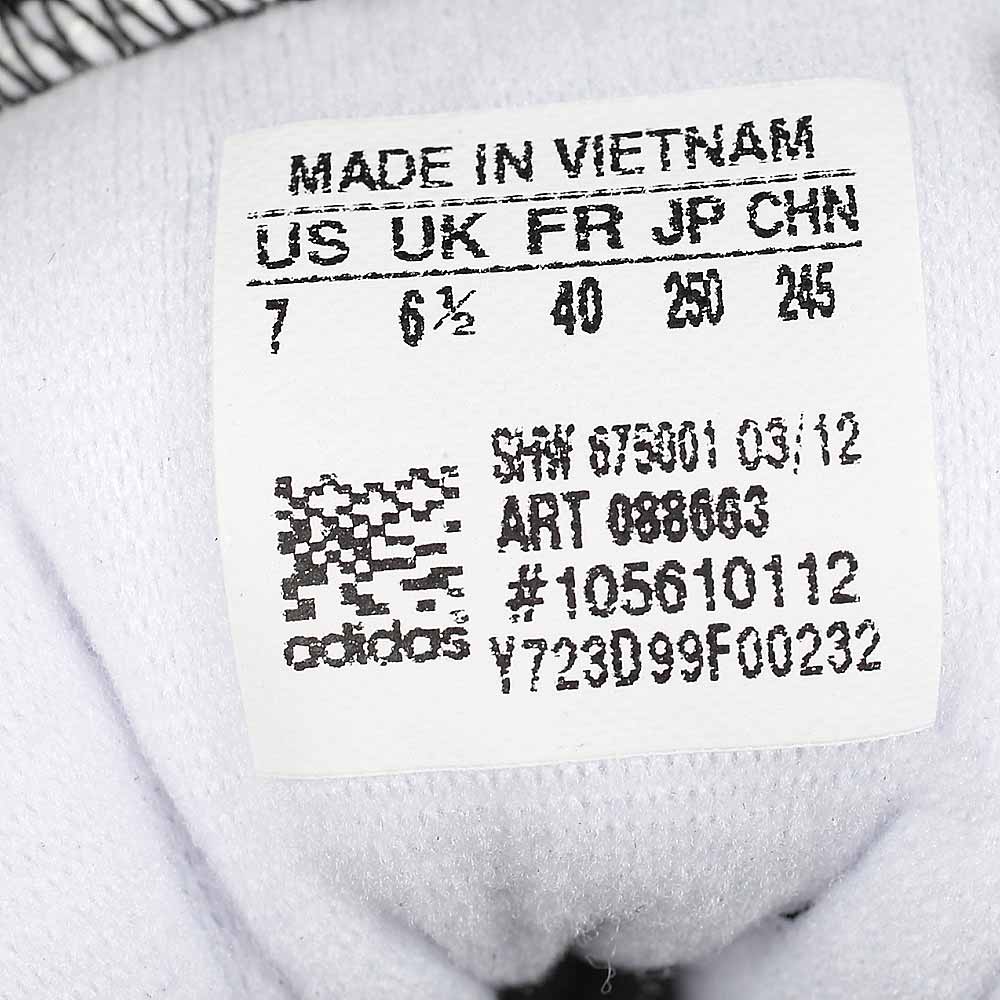 MADE IN VIETNAM
US UK FR JP CHN
7 6½ 40 250 245
SHW 675001 03/12
ART 088663
#105610112
adidas
Y723D99F00232